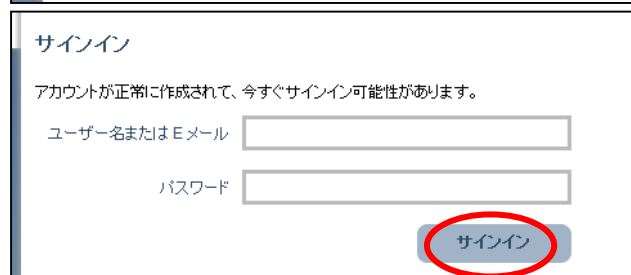 サインイン
アカウントが正常に作成されて、今すぐサインイン可能性があります。
ユーザー名またはEメール
パスワード
サインイン